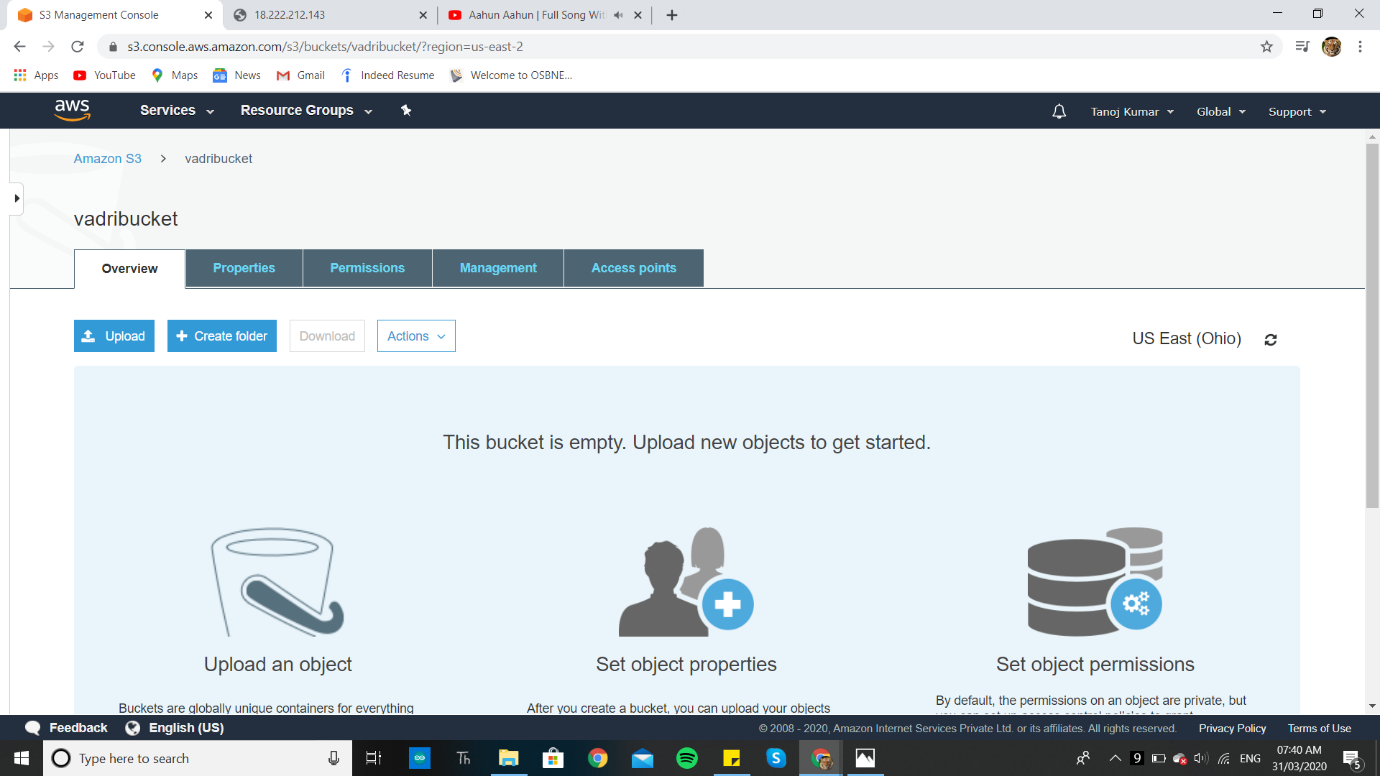 S3 Management Console
18.222.212.143
Aahun Aahun | Full Song Wit
s3.console.aws.amazon.com/s3/buckets/vadribucket/?region=us-east-2
Apps YouTube Maps News Gmail Indeed Resume Welcome to OSBNE...
aws Services Resource Groups Tanoj Kumar Global Support
Amazon S3 > vadribucket
vadribucket
Overview Properties Permissions Management Access points
Upload Create folder Download Actions US East (Ohio)
This bucket is empty. Upload new objects to get started.
Upload an object
Buckets are globally unique containers for everything
Set object properties
After you create a bucket, you can upload your objects
Set object permissions
By default, the permissions on an object are private, but
Feedback English (US) © 2008 - 2020, Amazon Internet Services Private Ltd. or its affiliates. All rights reserved. Privacy Policy Terms of Use
Type here to search Th 9 ENG 07:40 AM
31/03/2020 5